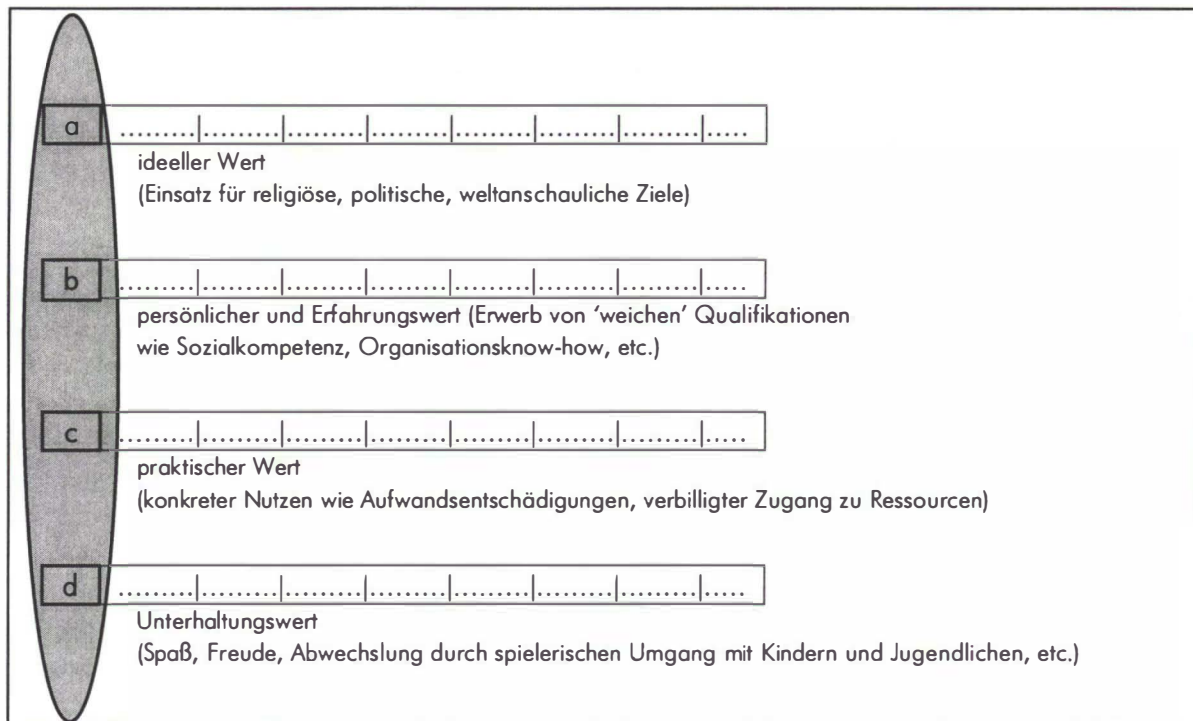 a .........|.........|.........|.........|.........|.........|.........|.....
ideeller Wert
(Einsatz für religiöse, politische, weltanschauliche Ziele)
b .........|.........|.........|.........|.........|.........|.........|.....
persönlicher und Erfahrungswert (Erwerb von ‘weichen’ Qualifikationen
wie Sozialkompetenz, Organisationsknow-how, etc.)
c .........|.........|.........|.........|.........|.........|.........|.....
praktischer Wert
(konkreter Nutzen wie Aufwandsentschädigungen, verbilligter Zugang zu Ressourcen)
d .........|.........|.........|.........|.........|.........|.........|.....
Unterhaltungswert
(Spaß, Freude, Abwechslung durch spielerischen Umgang mit Kindern und Jugendlichen, etc.)